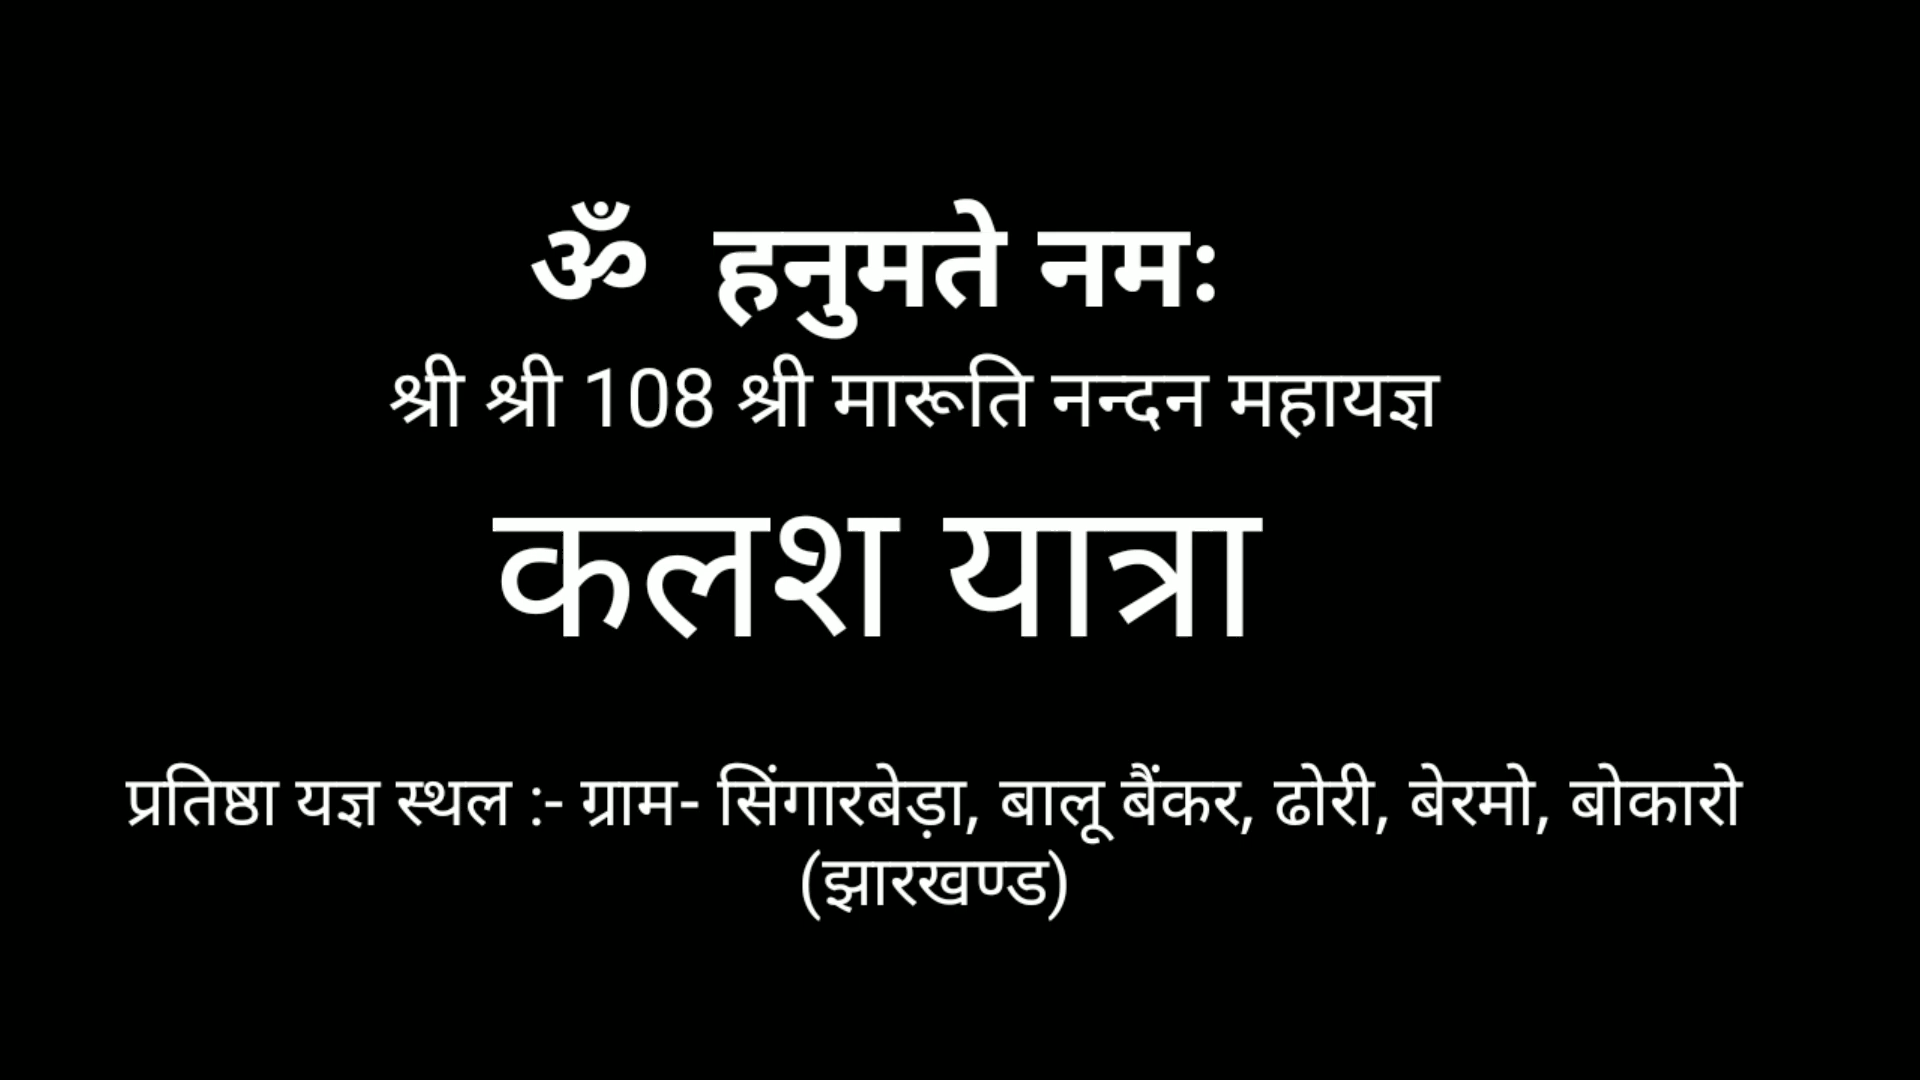 ॐ हनुमते नमः
श्री श्री 108 श्री मारूति नन्दन महायज्ञ
कलश यात्रा
प्रतिष्ठा यज्ञ स्थल :- ग्राम- सिंगारबेड़ा, बालू बैंकर, ढोरी, बेरमो, बोकारो
(झारखण्ड)